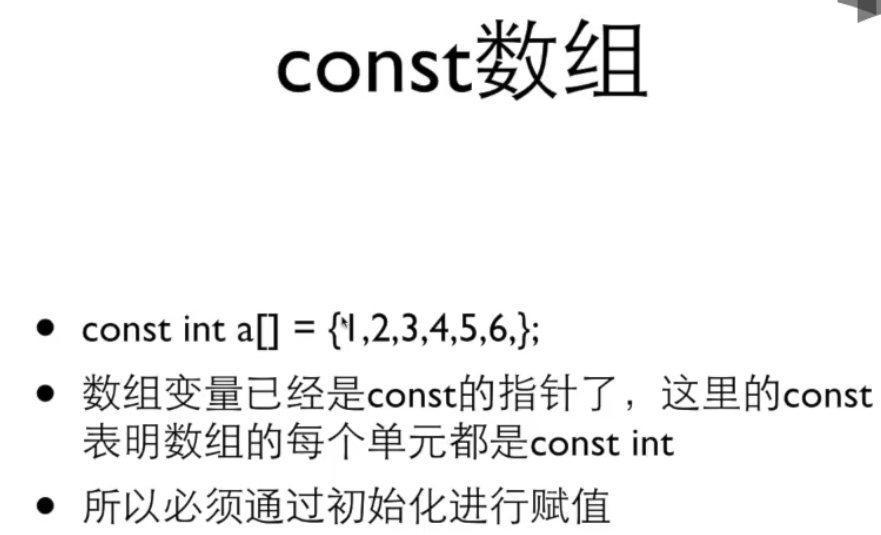 const数组
const int a[] = {1,2,3,4,5,6,};
数组变量已经是const的指针了，这里的const
表明数组的每个单元都是const int
所以必须通过初始化进行赋值